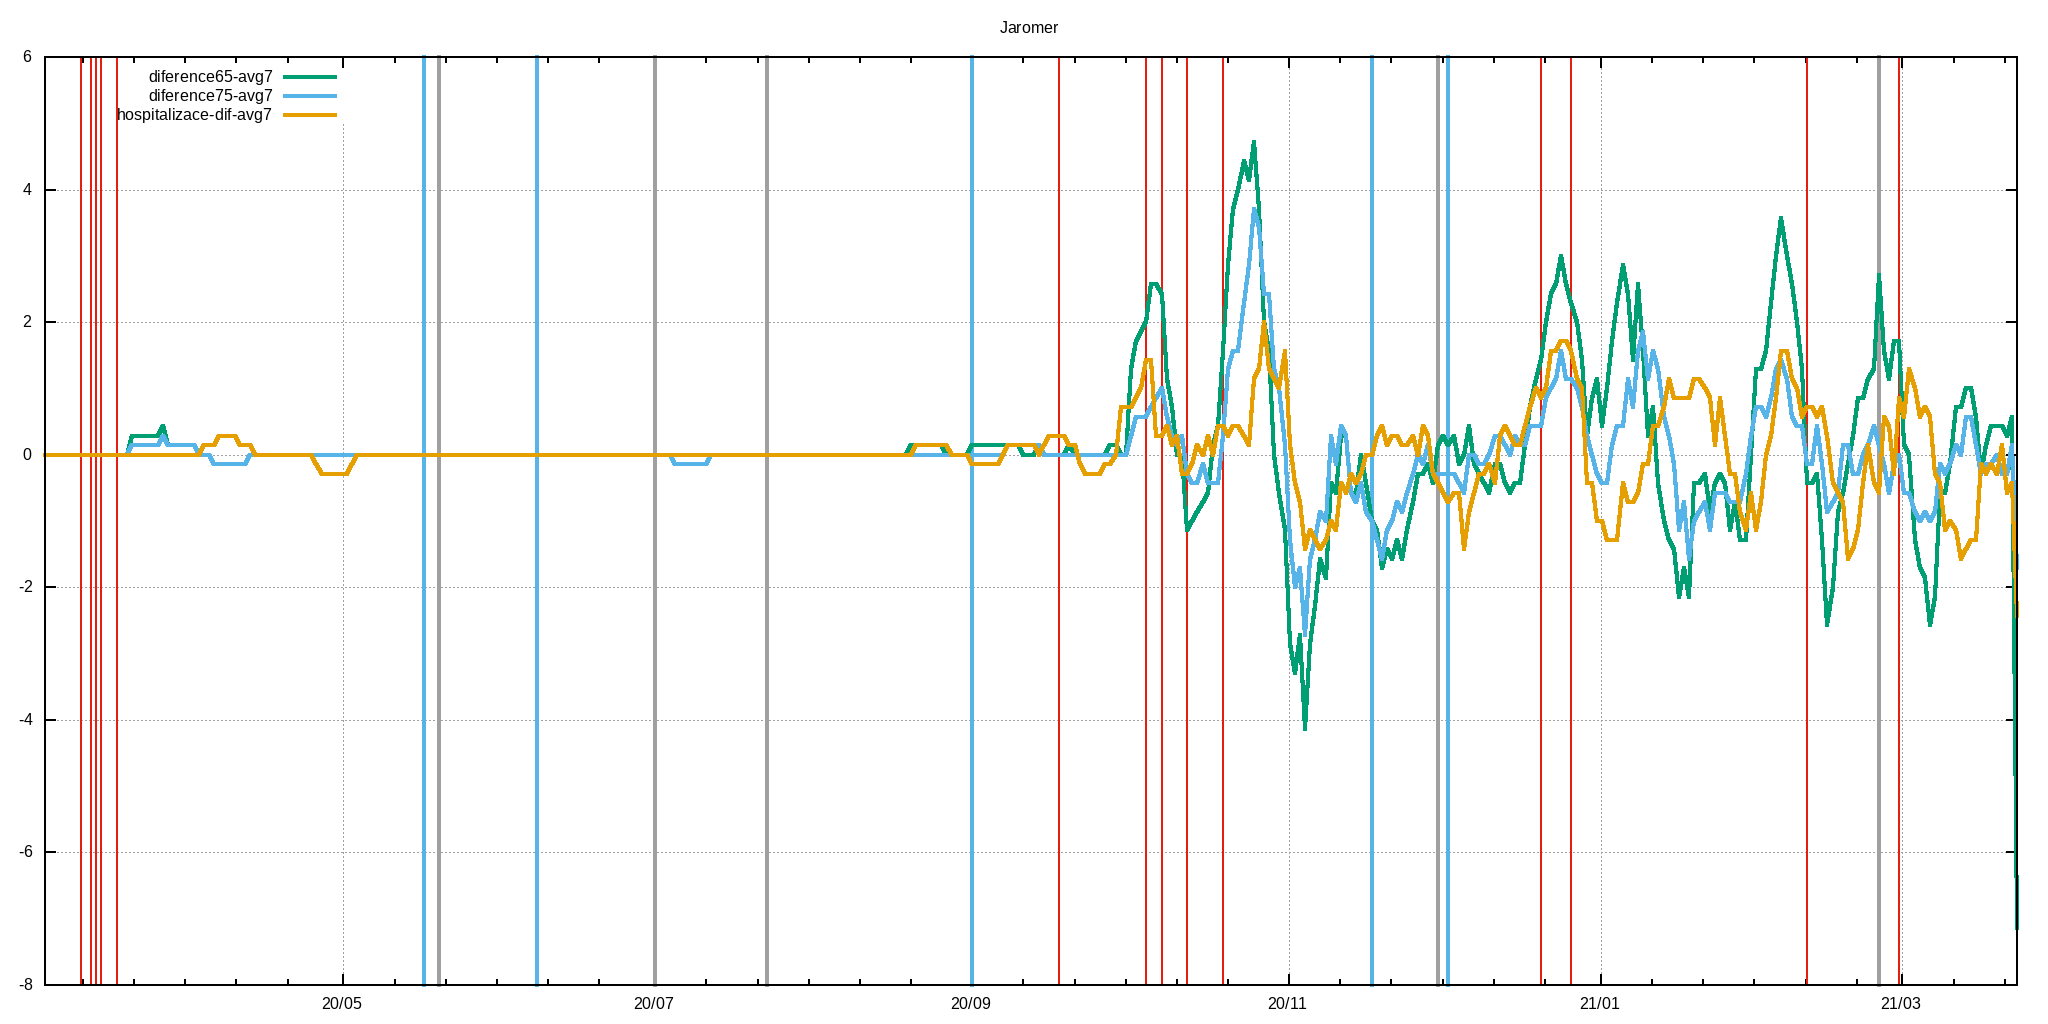 Jaromer
diference65-avg7
diference75-avg7
hospitalizace-dif-avg7
6
4
2
0
-2
-4
-6
-8
20/05 20/07 20/09 20/11 21/01 21/03